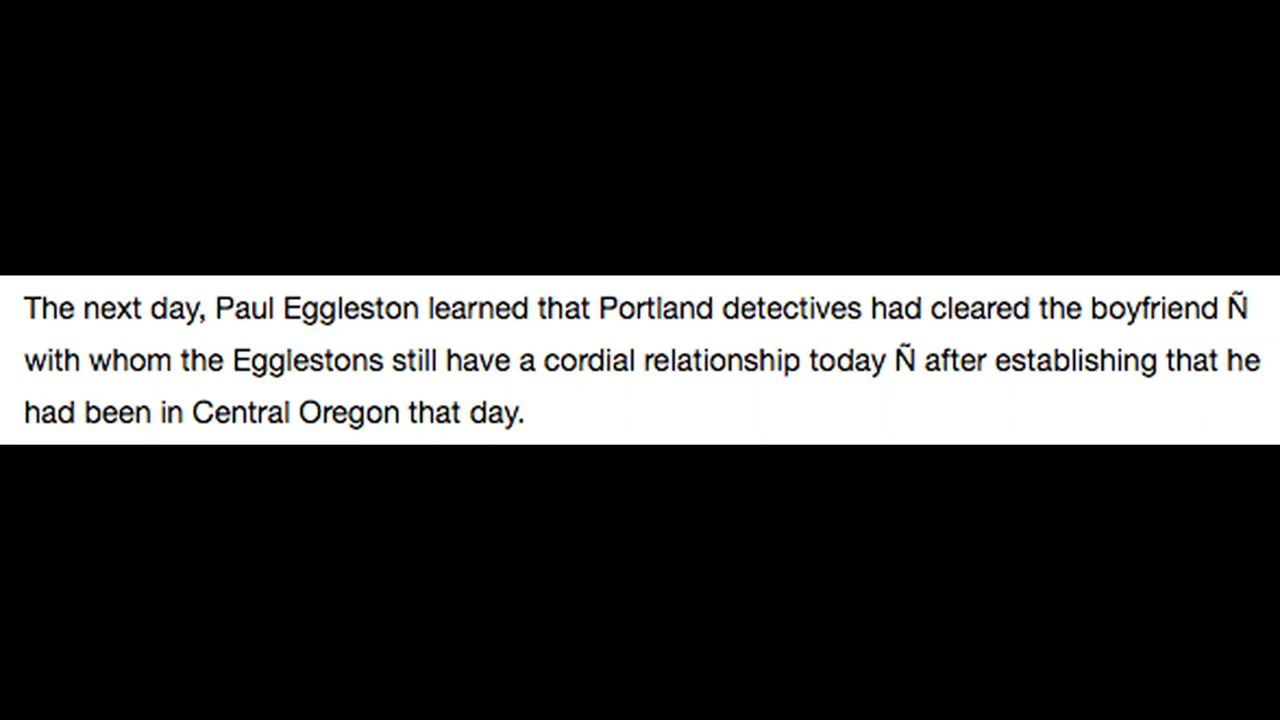 The next day, Paul Eggleston learned that Portland detectives had cleared the boyfriend Ñ
with whom the Egglestons still have a cordial relationship today Ñ after establishing that he
had been in Central Oregon that day.